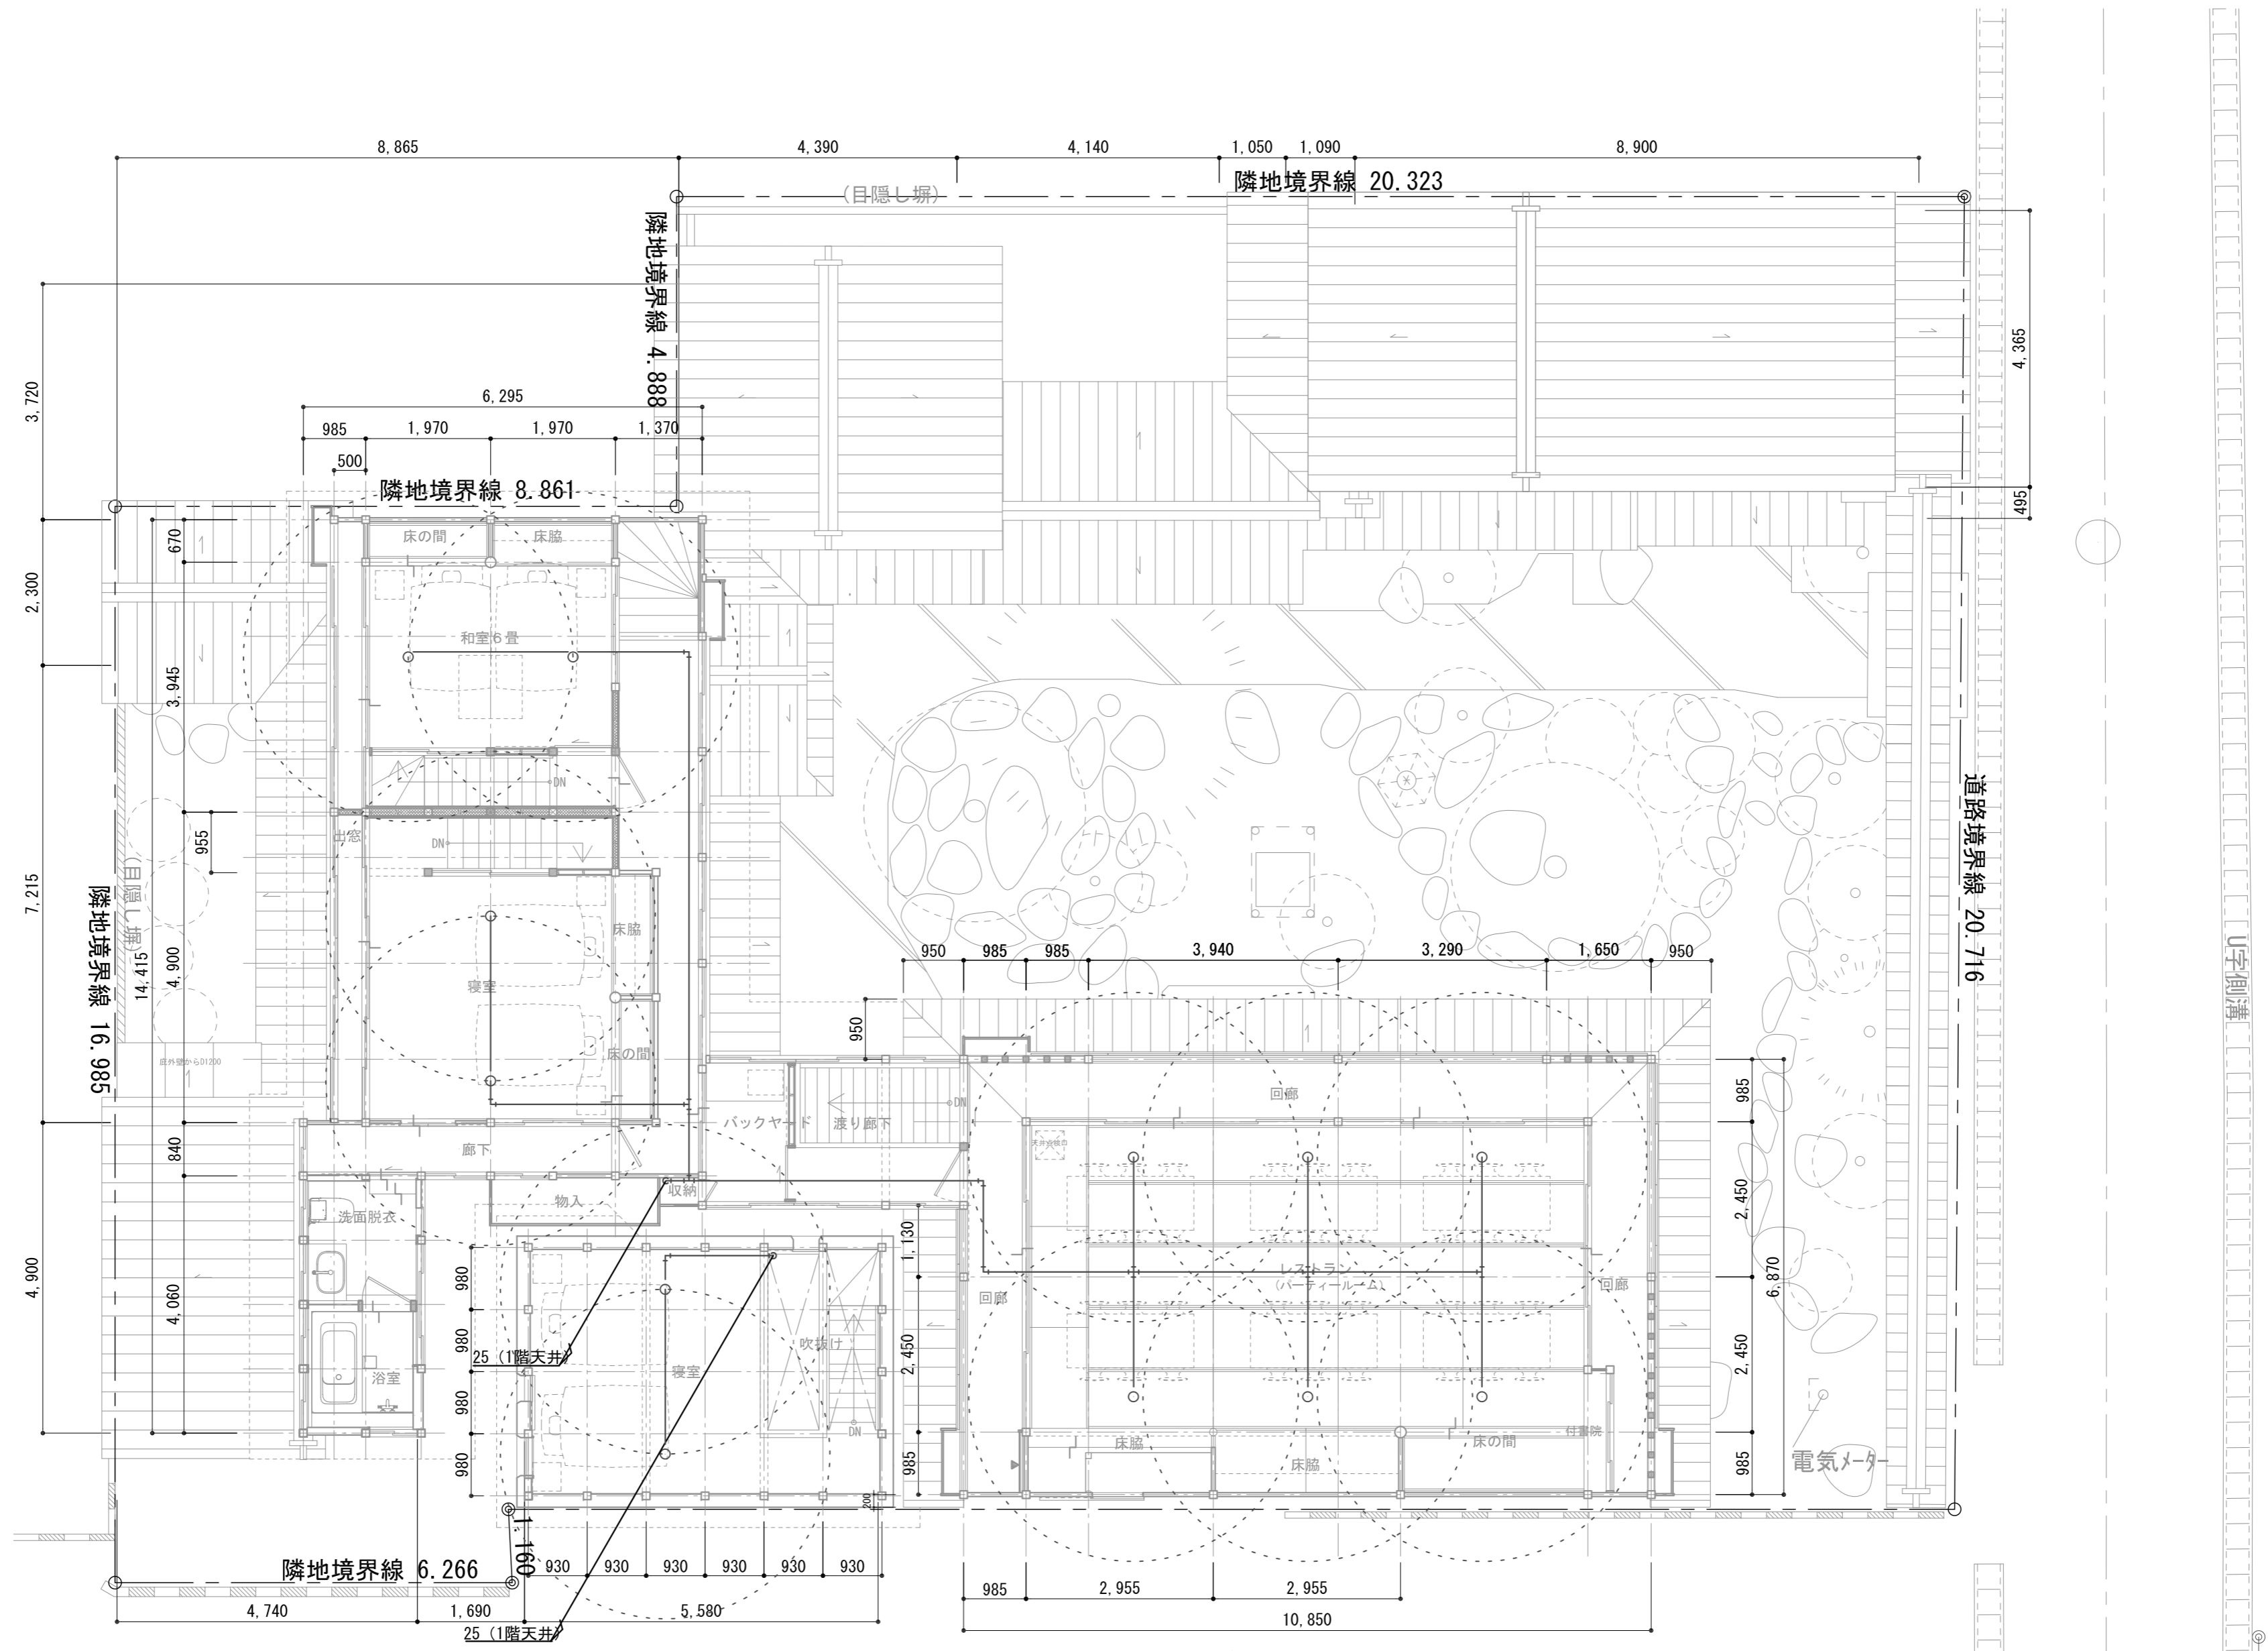 8,865
4,390
4,140
1,050
1,090
8,900
隣地境界線 20.323
(目隠し塀)
隣地境界線 4.888
4,365
495
3,720
6,295
985
1,970
1,970
1,370
500
隣地境界線 8.861
670
床の間
床脇
2,300
3,945
和室６畳
DN
DN
出窓
955
(目隠し塀)
隣地境界線 16.985
7,215
14,415
4,900
床脇
寝室
床の間
庭外壁からD1200
道路境界線 20.716
U字側溝
950
985
985
3,940
3,290
1,650
950
950
回廊
バックヤード
渡り廊下
DN
985
840
廊下
物入
収納
洗面脱衣
浴室
4,900
4,060
980
980
980
980
25 (1階天井)
寝室
吹抜け
DN
200
1,130
2,450
985
回廊
レストラン
(パーティールーム)
回廊
2,450
2,450
985
6,870
床脇
床脇
床の間
付書院
電気メーター
1.160
隣地境界線 6.266
930
930
930
930
930
930
4,740
1,690
5,580
25 (1階天井)
985
2,955
2,955
10,850